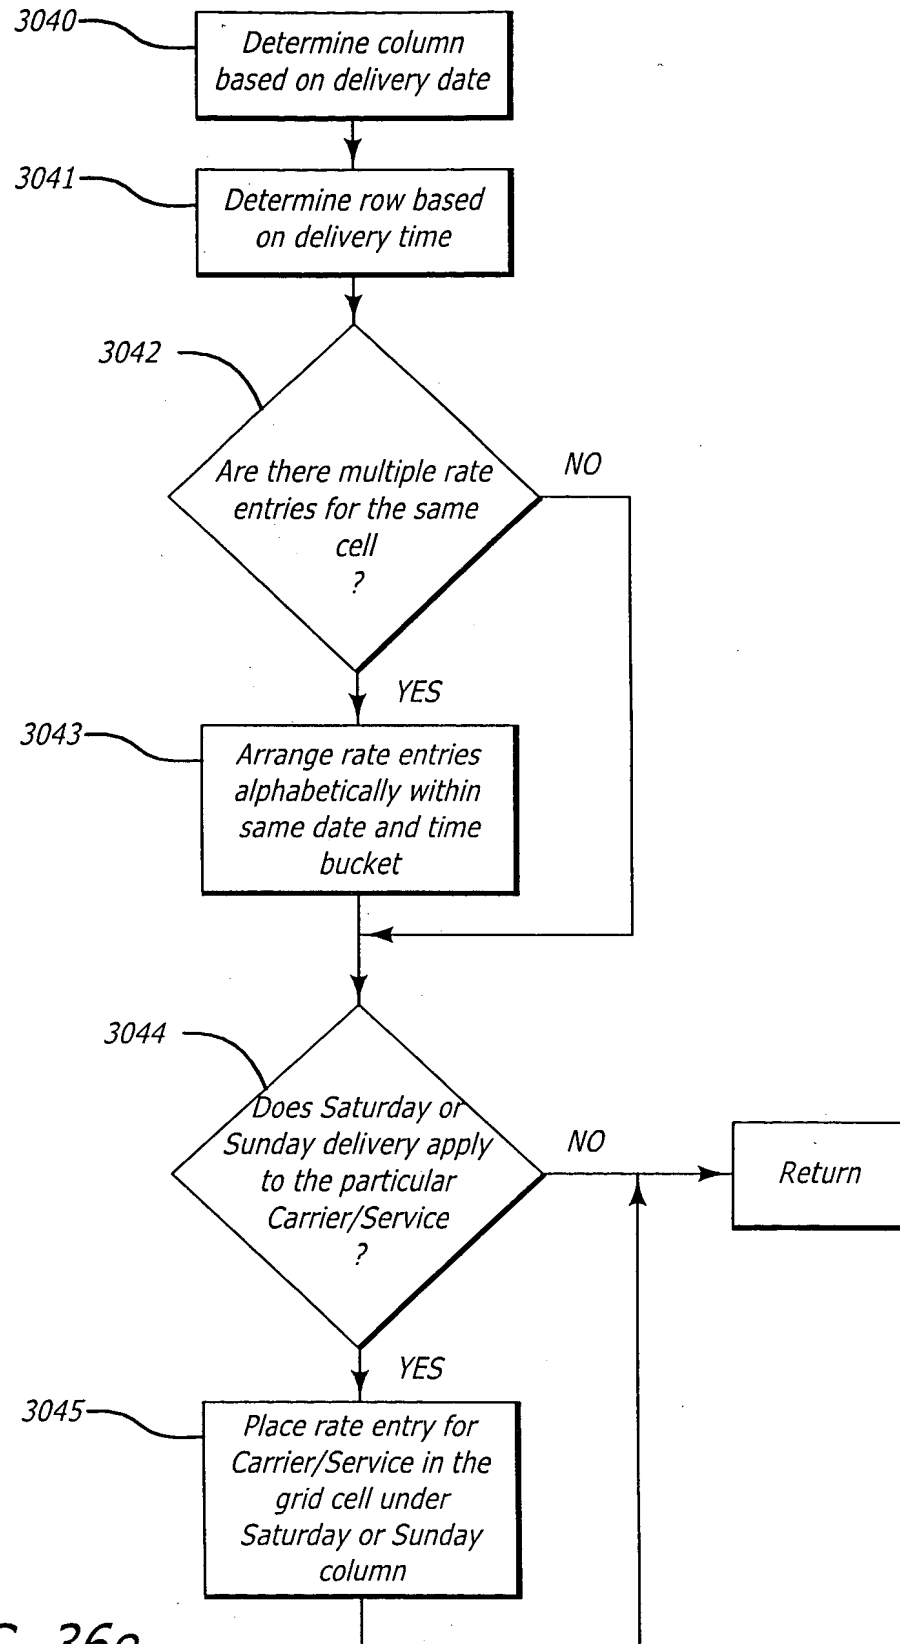 3040
Determine column
based on delivery date
3041
Determine row based
on delivery time
3042
Are there multiple rate
entries for the same
cell
?
NO
YES
3043
Arrange rate entries
alphabetically within
same date and time
bucket
3044
Does Saturday or
Sunday delivery apply
to the particular
Carrier/Service
?
NO
Return
YES
3045
Place rate entry for
Carrier/Service in the
grid cell under
Saturday or Sunday
column